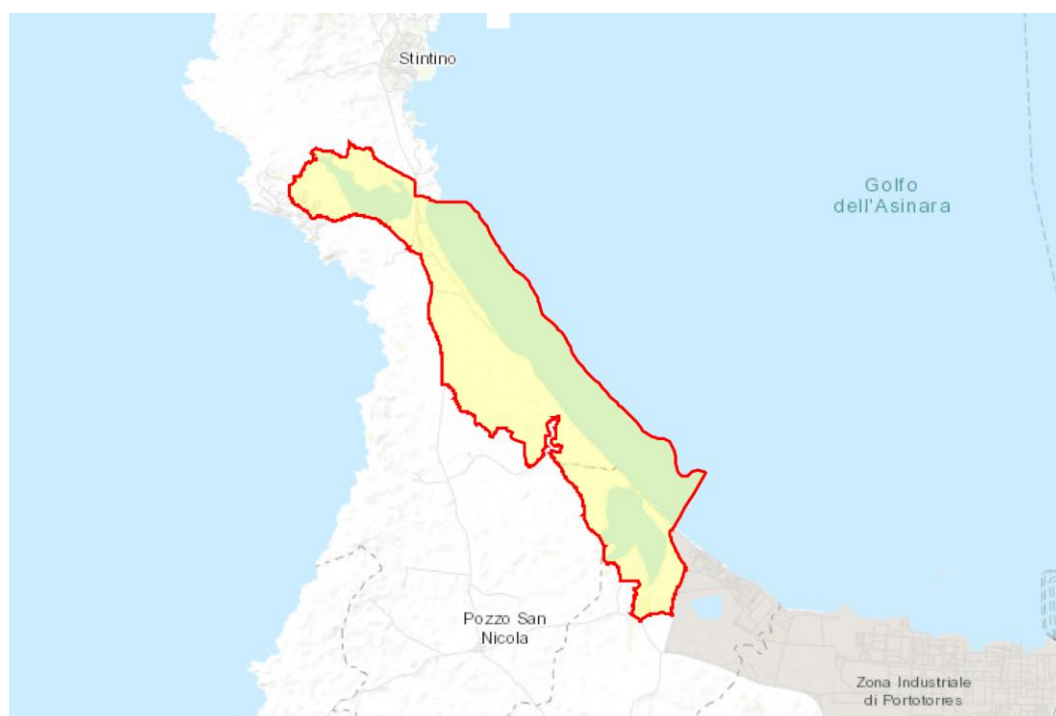 Stintino
Golfo
dell'Asinara
Pozzo San
Nicola
Zona Industriale
di Portotorres